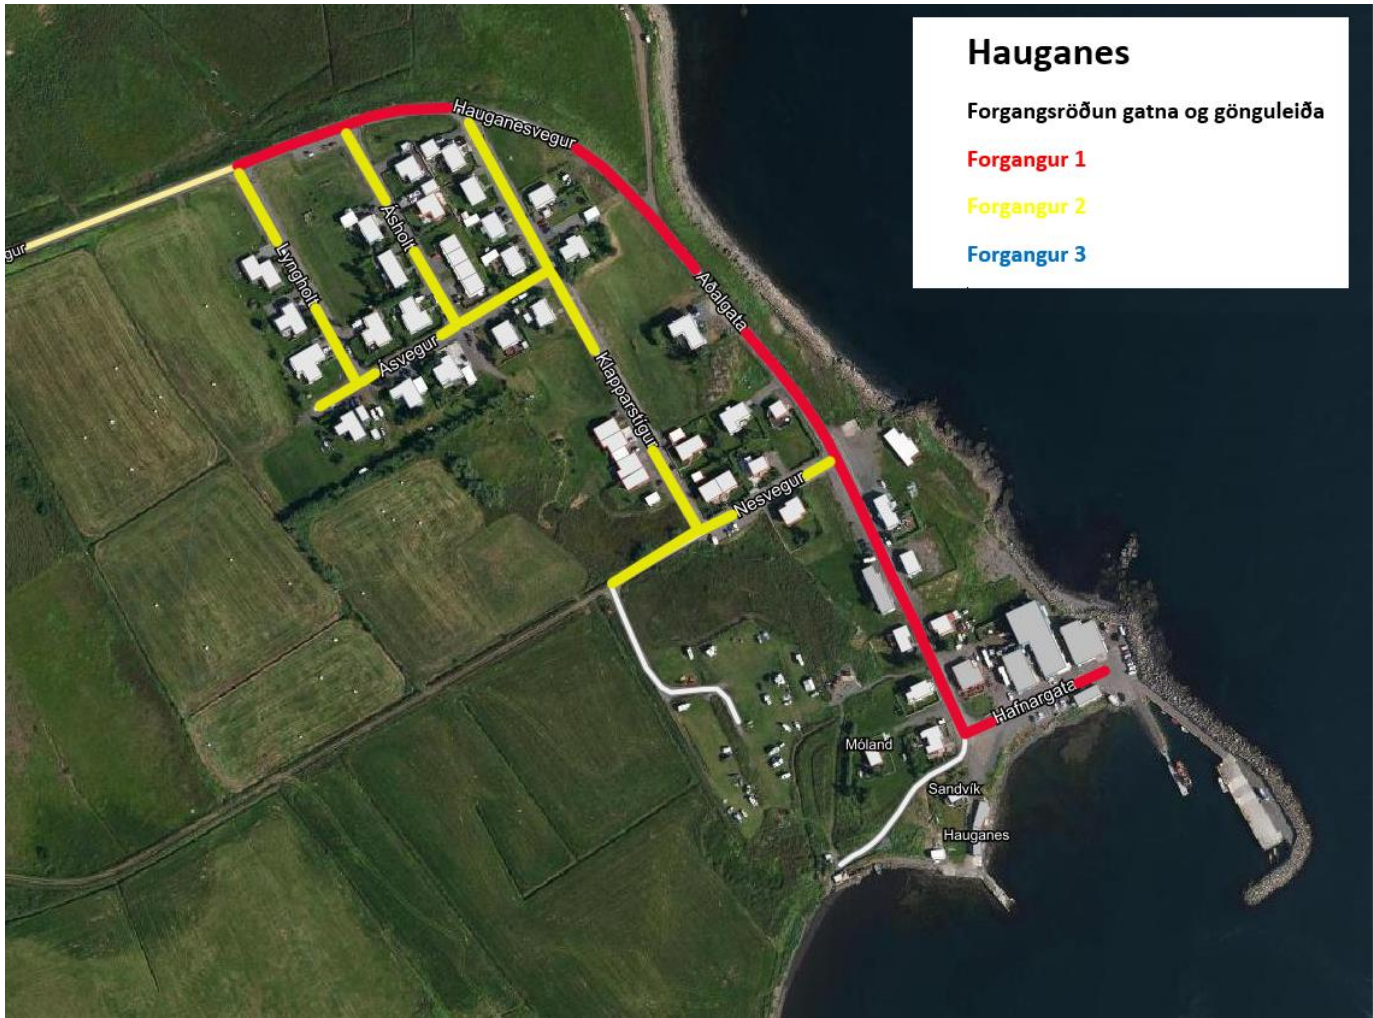 Hauganes
Forgangsröðun gatna og gönguleiða
Forgangur 1
Forgangur 2
Forgangur 3
Hauganesvegur
gur
Ásholt
Lyngholt
Aðalgata
Ásvegur
Klapparstígur
Nesvegur
Hafnargata
Móland
Sandvík
Hauganes